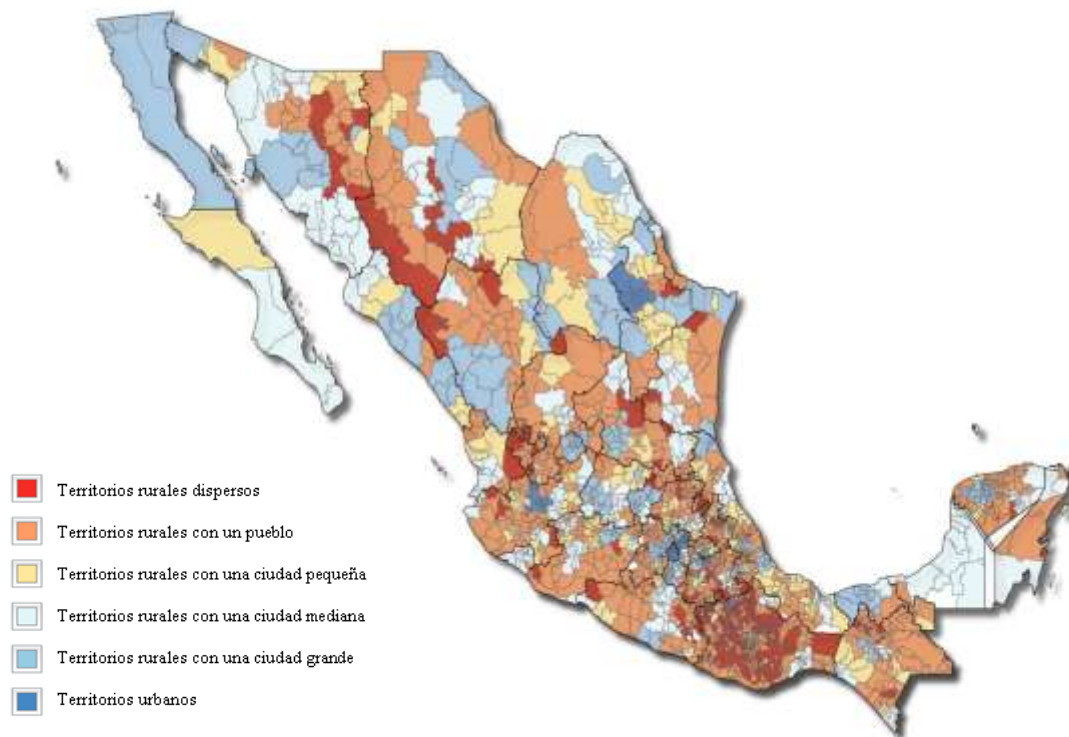 Territorios rurales dispersos
Territorios rurales con un pueblo
Territorios rurales con una ciudad pequeña
Territorios rurales con una ciudad mediana
Territorios rurales con una ciudad grande
Territorios urbanos